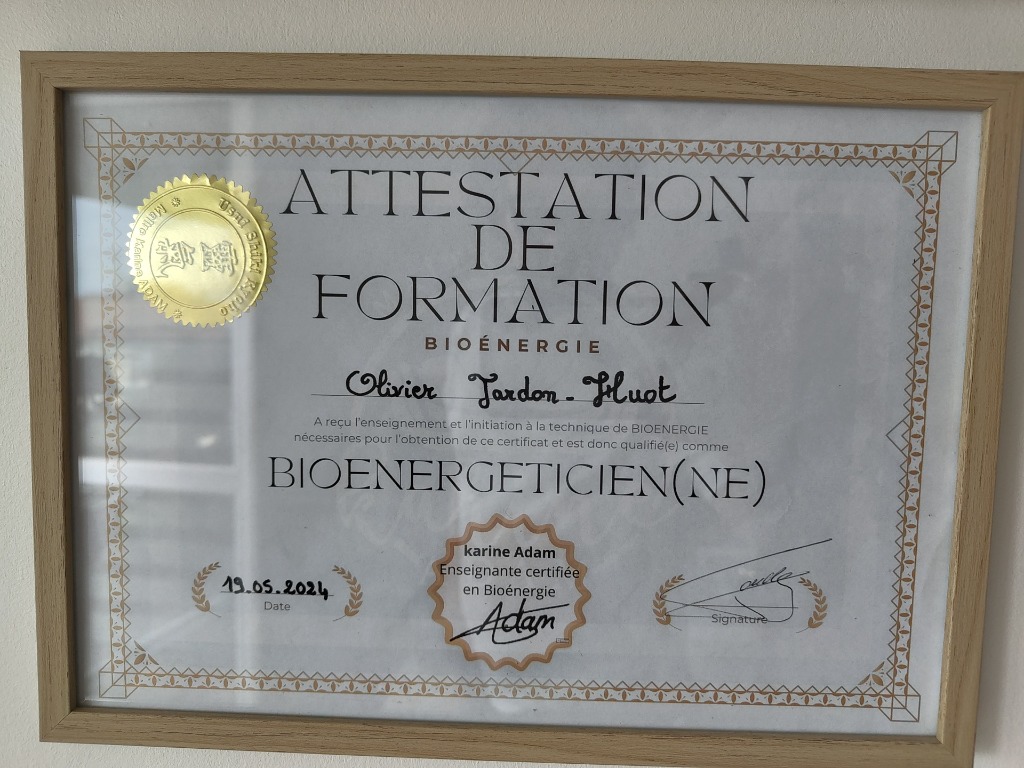 ATTESTATION
DE
FORMATION
BIOÉNERGIE
Olivier Jardon-Huot
A reçu l'enseignement et l'initiation à la technique de BIOENERGIE
nécessaires pour l'obtention de ce certificat et est donc qualifié(e) comme
BIOENERGETICIEN(NE)
karine Adam
Enseignante certifiée
en Bioénergie
Adam
19.05.2024
Date
Signature